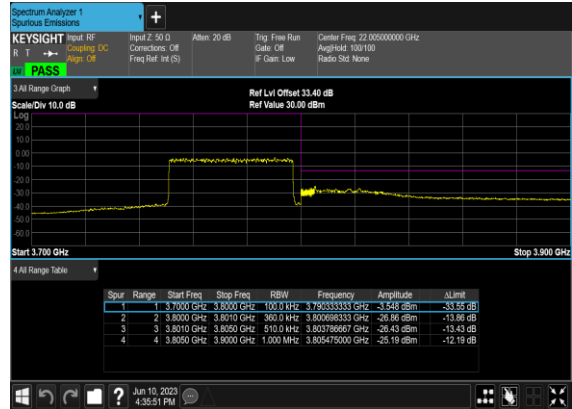 Spectrum Analyzer 1
Spurious Emissions
+
KEYSIGHT Input: RF Input Z: 50 Ω Atten: 20 dB Trig: Free Run Center Freq: 22.005000000 GHz
R T Coupling: DC Corrections: Off Gate: Off Avg|Hold: 100/100
Align: Off Freq Ref: Int (S) IF Gain: Low Radio Std: None
PASS
3 All Range Graph
Ref Lvl Offset 33.40 dB
Scale/Div 10.0 dB Ref Value 30.00 dBm
Log
20.0
10.0
0.00
-10.0
-20.0
-30.0
-40.0
-50.0
-60.0
Start 3.700 GHz Stop 3.900 GHz
4 All Range Table
Spur Range Start Freq Stop Freq RBW Frequency Amplitude ΔLimit
1 1 3.7000 GHz 3.8000 GHz 100.0 kHz 3.790333333 GHz -3.548 dBm -33.55 dB
2 2 3.8000 GHz 3.8010 GHz 360.0 kHz 3.800698333 GHz -26.86 dBm -13.86 dB
3 3 3.8010 GHz 3.8050 GHz 510.0 kHz 3.803786667 GHz -26.43 dBm -13.43 dB
4 4 3.8050 GHz 3.9000 GHz 1.000 MHz 3.805475000 GHz -25.19 dBm -12.19 dB
? Jun 10, 2023
4:35:51 PM